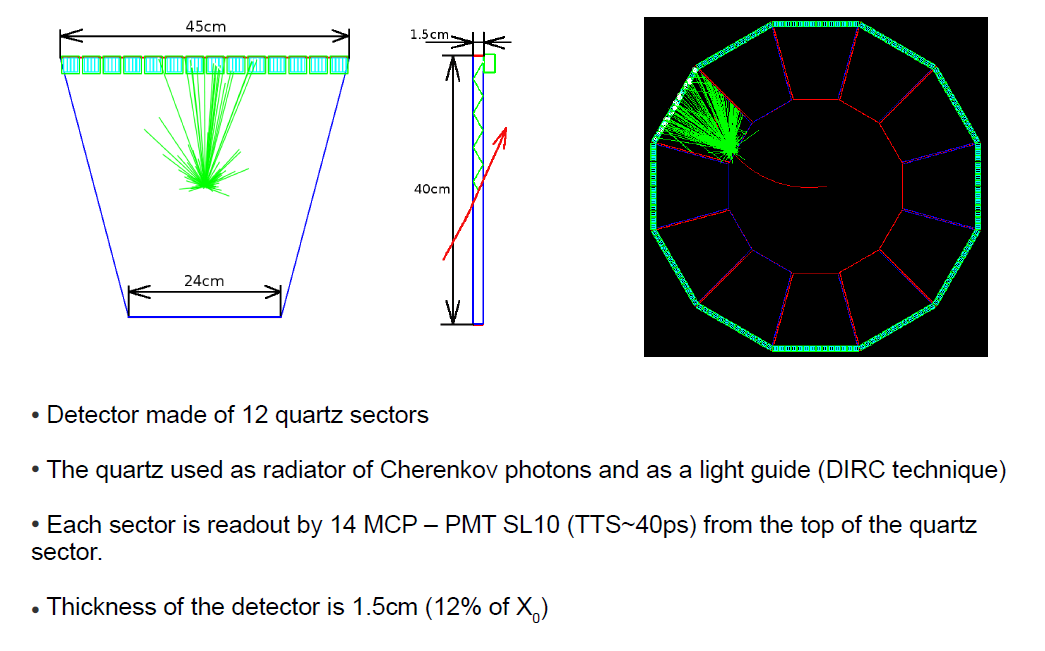 45cm
1.5cm
40cm
24cm
• Detector made of 12 quartz sectors
• The quartz used as radiator of Cherenkov photons and as a light guide (DIRC technique)
• Each sector is readout by 14 MCP – PMT SL10 (TTS~40ps) from the top of the quartz
sector.
• Thickness of the detector is 1.5cm (12% of X0)